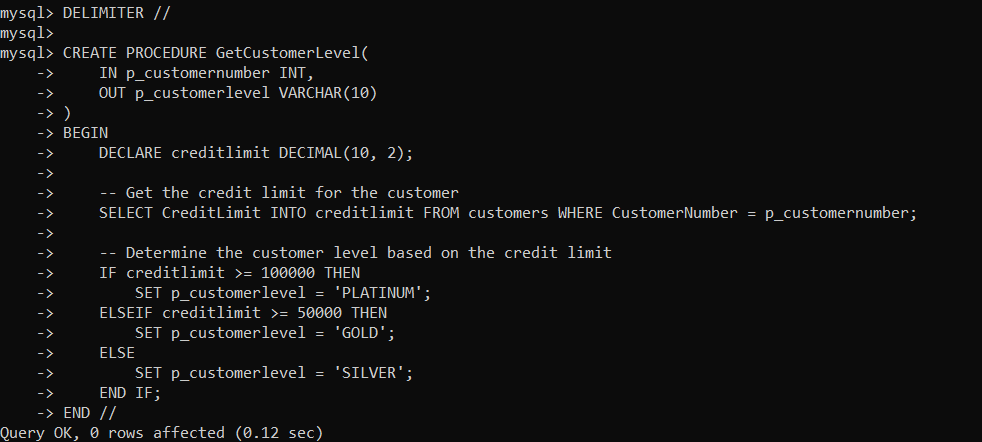 mysql> DELIMITER //
mysql>
mysql> CREATE PROCEDURE GetCustomerLevel(
    ->     IN p_customernumber INT,
    ->     OUT p_customerlevel VARCHAR(10)
    -> )
    -> BEGIN
    ->     DECLARE creditlimit DECIMAL(10, 2);
    ->
    ->     -- Get the credit limit for the customer
    ->     SELECT CreditLimit INTO creditlimit FROM customers WHERE CustomerNumber = p_customernumber;
    ->
    ->     -- Determine the customer level based on the credit limit
    ->     IF creditlimit >= 100000 THEN
    ->         SET p_customerlevel = 'PLATINUM';
    ->     ELSEIF creditlimit >= 50000 THEN
    ->         SET p_customerlevel = 'GOLD';
    ->     ELSE
    ->         SET p_customerlevel = 'SILVER';
    ->     END IF;
    -> END //
Query OK, 0 rows affected (0.12 sec)